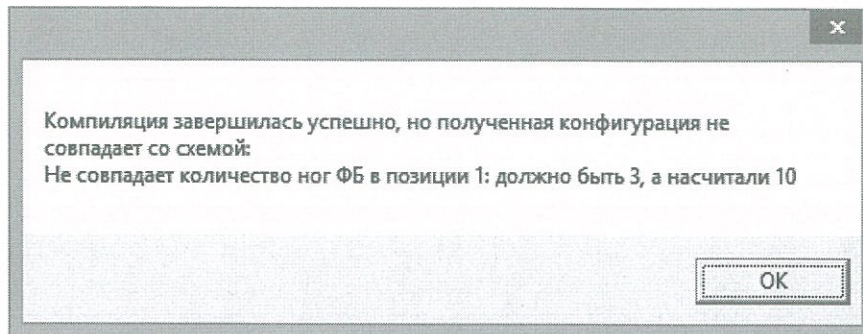 Компиляция завершилась успешно, но полученная конфигурация не
совпадает со схемой:
Не совпадает количество ног ФБ в позиции 1: должно быть 3, а насчитали 10
OK